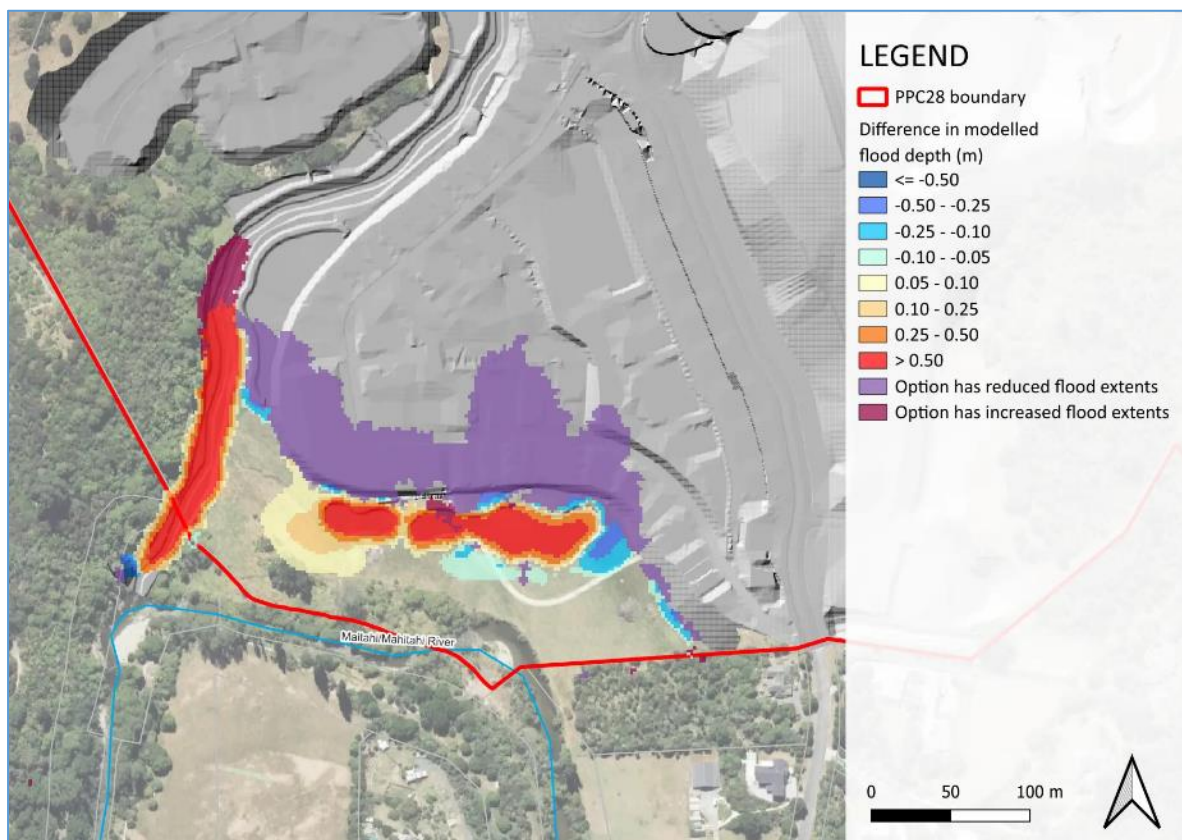 LEGEND
PPC28 boundary
Difference in modelled
flood depth (m)
<= -0.50
-0.50 - -0.25
-0.25 - -0.10
-0.10 - -0.05
0.05 - 0.10
0.10 - 0.25
0.25 - 0.50
> 0.50
Option has reduced flood extents
Option has increased flood extents
Maitahi/Mahitahi River
0 50 100 m